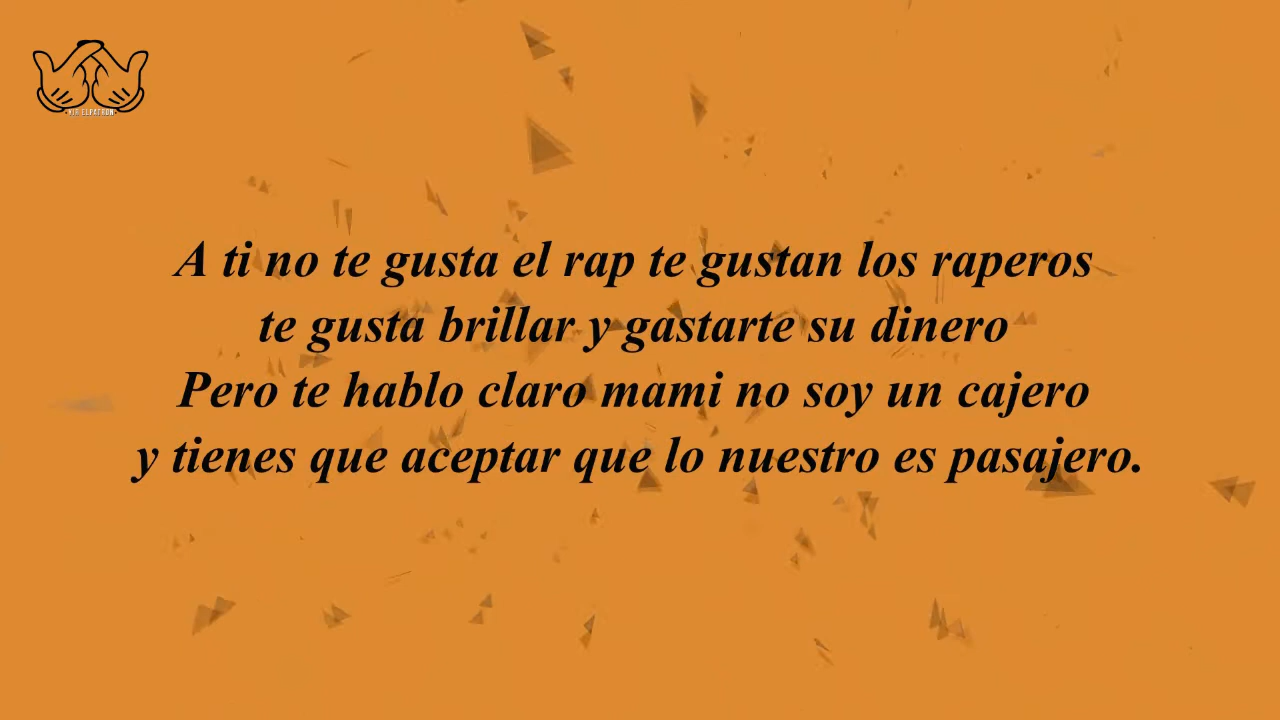 A ti no te gusta el rap te gustan los raperos
te gusta brillar y gastarte su dinero
Pero te hablo claro mami no soy un cajero
y tienes que aceptar que lo nuestro es pasajero.